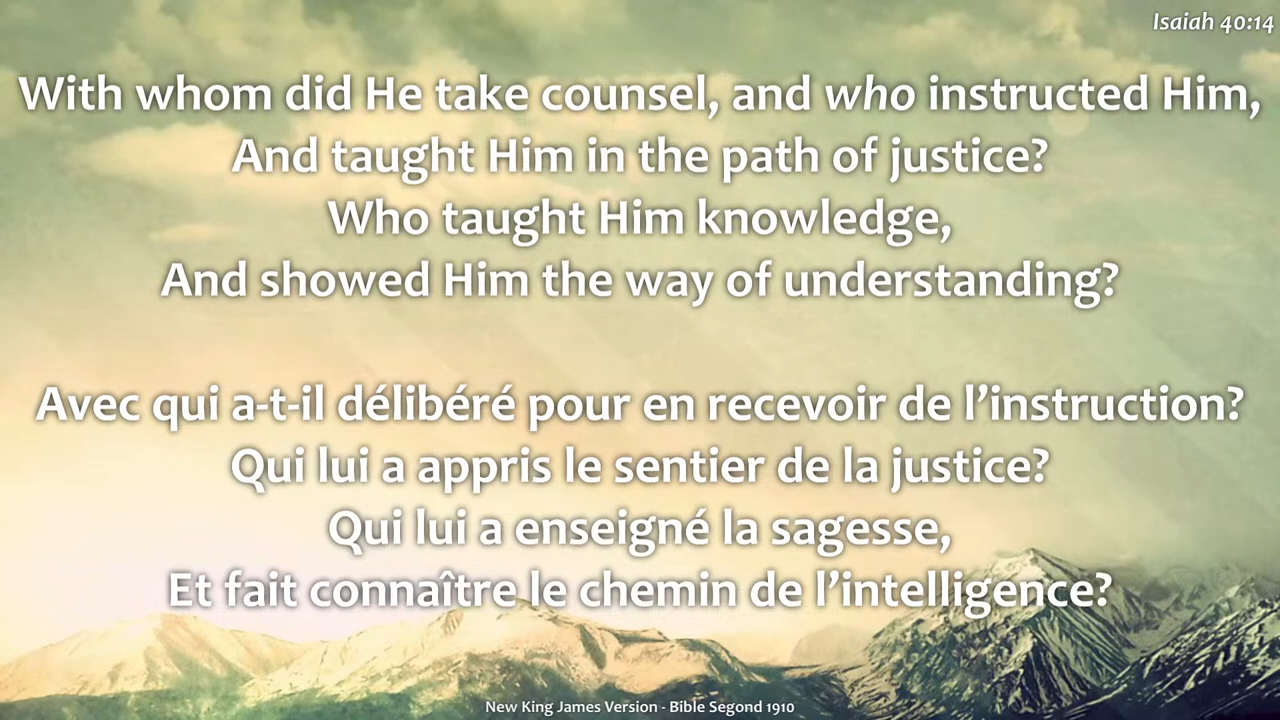 Isaiah 40:14
With whom did He take counsel, and who instructed Him,
And taught Him in the path of justice?
Who taught Him knowledge,
And showed Him the way of understanding?
Avec qui a-t-il délibéré pour en recevoir de l’instruction?
Qui lui a appris le sentier de la justice?
Qui lui a enseigné la sagesse,
Et fait connaître le chemin de l’intelligence?
New King James Version - Bible Segond 1910